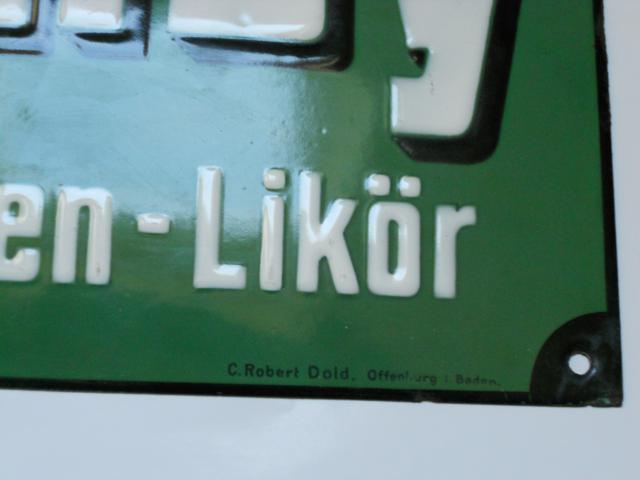 en-Likör
C. Robert Dold. Offenburg i. Baden.